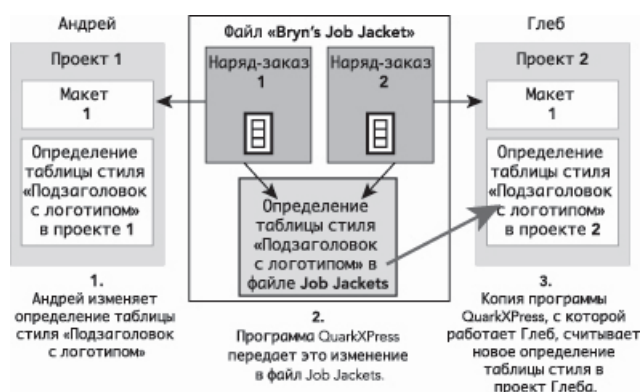 Андрей
Проект 1
Макет
1
Определение
таблицы стиля
«Подзаголовок
с логотипом»
в проекте 1
1.
Андрей изменяет
определение таблицы
стиля «Подзаголовок
с логотипом»
Файл «Bryn's Job Jacket»
Наряд-заказ
1
Наряд-заказ
2
Определение
таблицы стиля
«Подзаголовок
с логотипом» в
файле Job Jackets
2.
Программа QuarkXPress
передает это изменение
в файл Job Jackets.
Глеб
Проект 2
Макет
1
Определение
таблицы стиля
«Подзаголовок
с логотипом»
в проекте 2
3.
Копия программы
QuarkXPress, с которой
работает Глеб, считывает
новое определение
таблицы стиля в
проект Глеба.